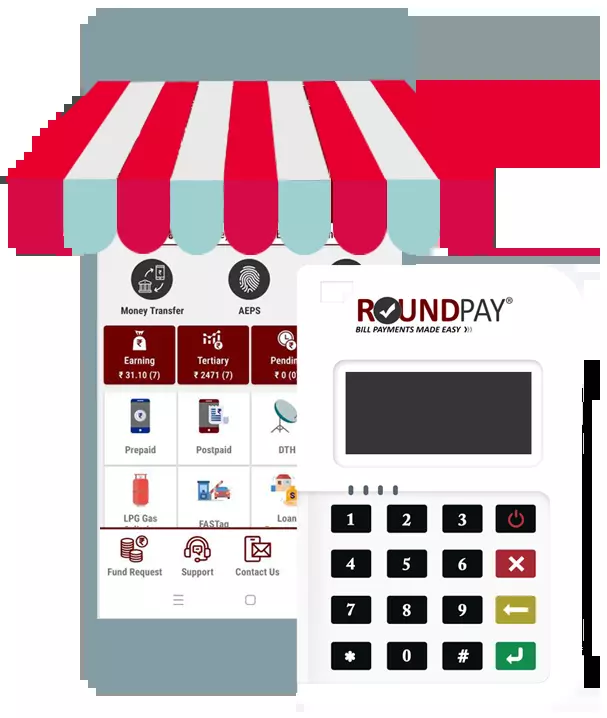 Money Transfer
AEPS
Earning
₹ 31.10 (7)
Tertiary
₹ 2471 (7)
₹ 0
Prepaid
Postpaid
DTH
LPG Gas
FASTag
Loan
Fund Request
Support
Contact Us
ROUNDPAY®
BILL PAYMENTS MADE EASY
1 2 3
4 5 6
7 8 9
* 0 #